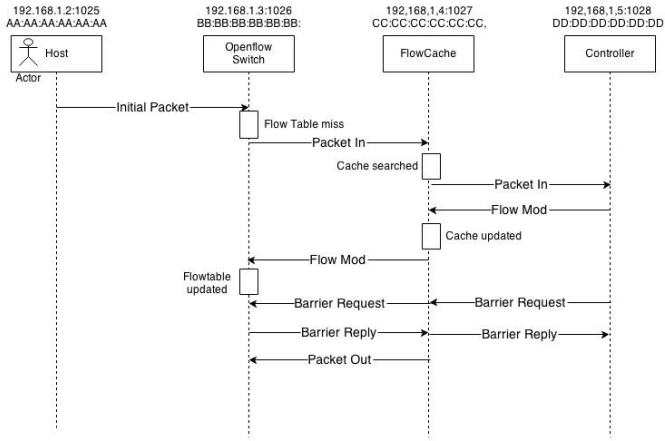 192.168.1.2:1025
AA:AA:AA:AA:AA:AA
192.168.1.3:1026
BB:BB:BB:BB:BB:BB:
192,168,1,4:1027
CC:CC:CC:CC:CC:CC,
192,168,1,5:1028
DD:DD:DD:DD:DD:DD
Host
Actor
Openflow
Switch
FlowCache
Controller
Initial Packet
Flow Table miss
Packet In
Cache searched
Packet In
Flow Mod
Cache updated
Flow Mod
Flowtable
updated
Barrier Request
Barrier Request
Barrier Reply
Barrier Reply
Packet Out